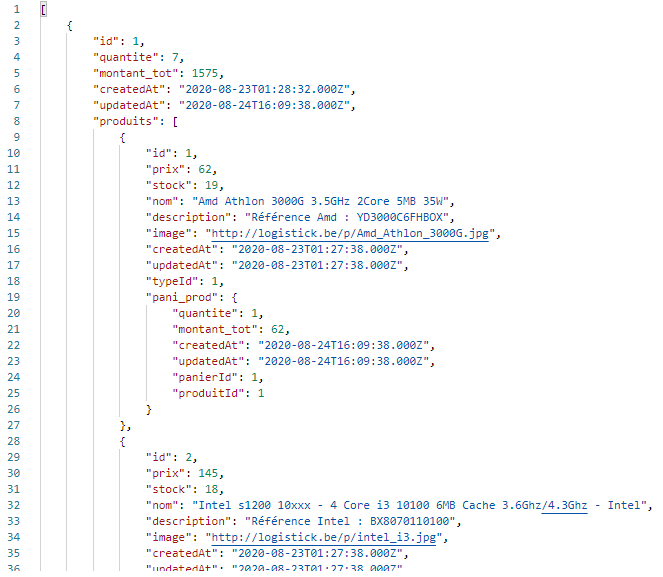 1 [
2 {
3 "id": 1,
4 "quantite": 7,
5 "montant_tot": 1575,
6 "createdAt": "2020-08-23T01:28:32.000Z",
7 "updatedAt": "2020-08-24T16:09:38.000Z",
8 "produits": [
9 {
10 "id": 1,
11 "prix": 62,
12 "stock": 19,
13 "nom": "Amd Athlon 3000G 3.5GHz 2Core 5MB 35W",
14 "description": "Référence Amd : YD3000C6FHBOX",
15 "image": "http://logistick.be/p/Amd_Athlon_3000G.jpg",
16 "createdAt": "2020-08-23T01:27:38.000Z",
17 "updatedAt": "2020-08-23T01:27:38.000Z",
18 "typeId": 1,
19 "pani_prod": {
20 "quantite": 1,
21 "montant_tot": 62,
22 "createdAt": "2020-08-24T16:09:38.000Z",
23 "updatedAt": "2020-08-24T16:09:38.000Z",
24 "panierId": 1,
25 "produitId": 1
26 }
27 },
28 {
29 "id": 2,
30 "prix": 145,
31 "stock": 18,
32 "nom": "Intel s1200 10xxx - 4 Core i3 10100 6MB Cache 3.6Ghz/4.3Ghz - Intel",
33 "description": "Référence Intel : BX8070110100",
34 "image": "http://logistick.be/p/intel_i3.jpg",
35 "createdAt": "2020-08-23T01:27:38.000Z",
36 "updatedAt": "2020-08-23T01:27:38.000Z",